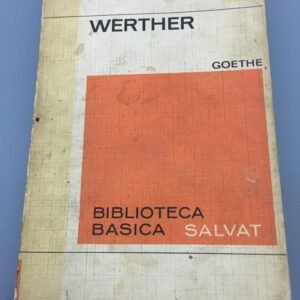 WERTHER
GOETHE
BIBLIOTECA
BASICA SALVAT